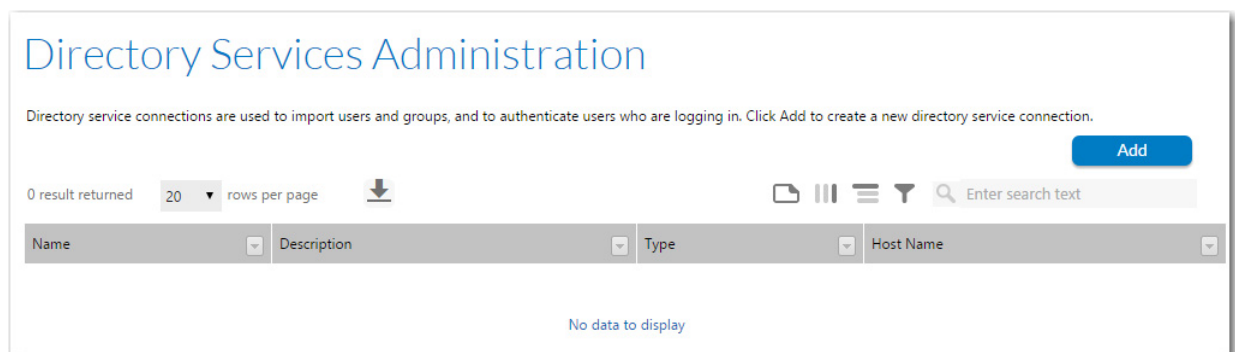 Directory Services Administration
Directory service connections are used to import users and groups, and to authenticate users who are logging in. Click Add to create a new directory service connection.
Add
0 result returned 20 rows per page Enter search text
Name Description Type Host Name
No data to display